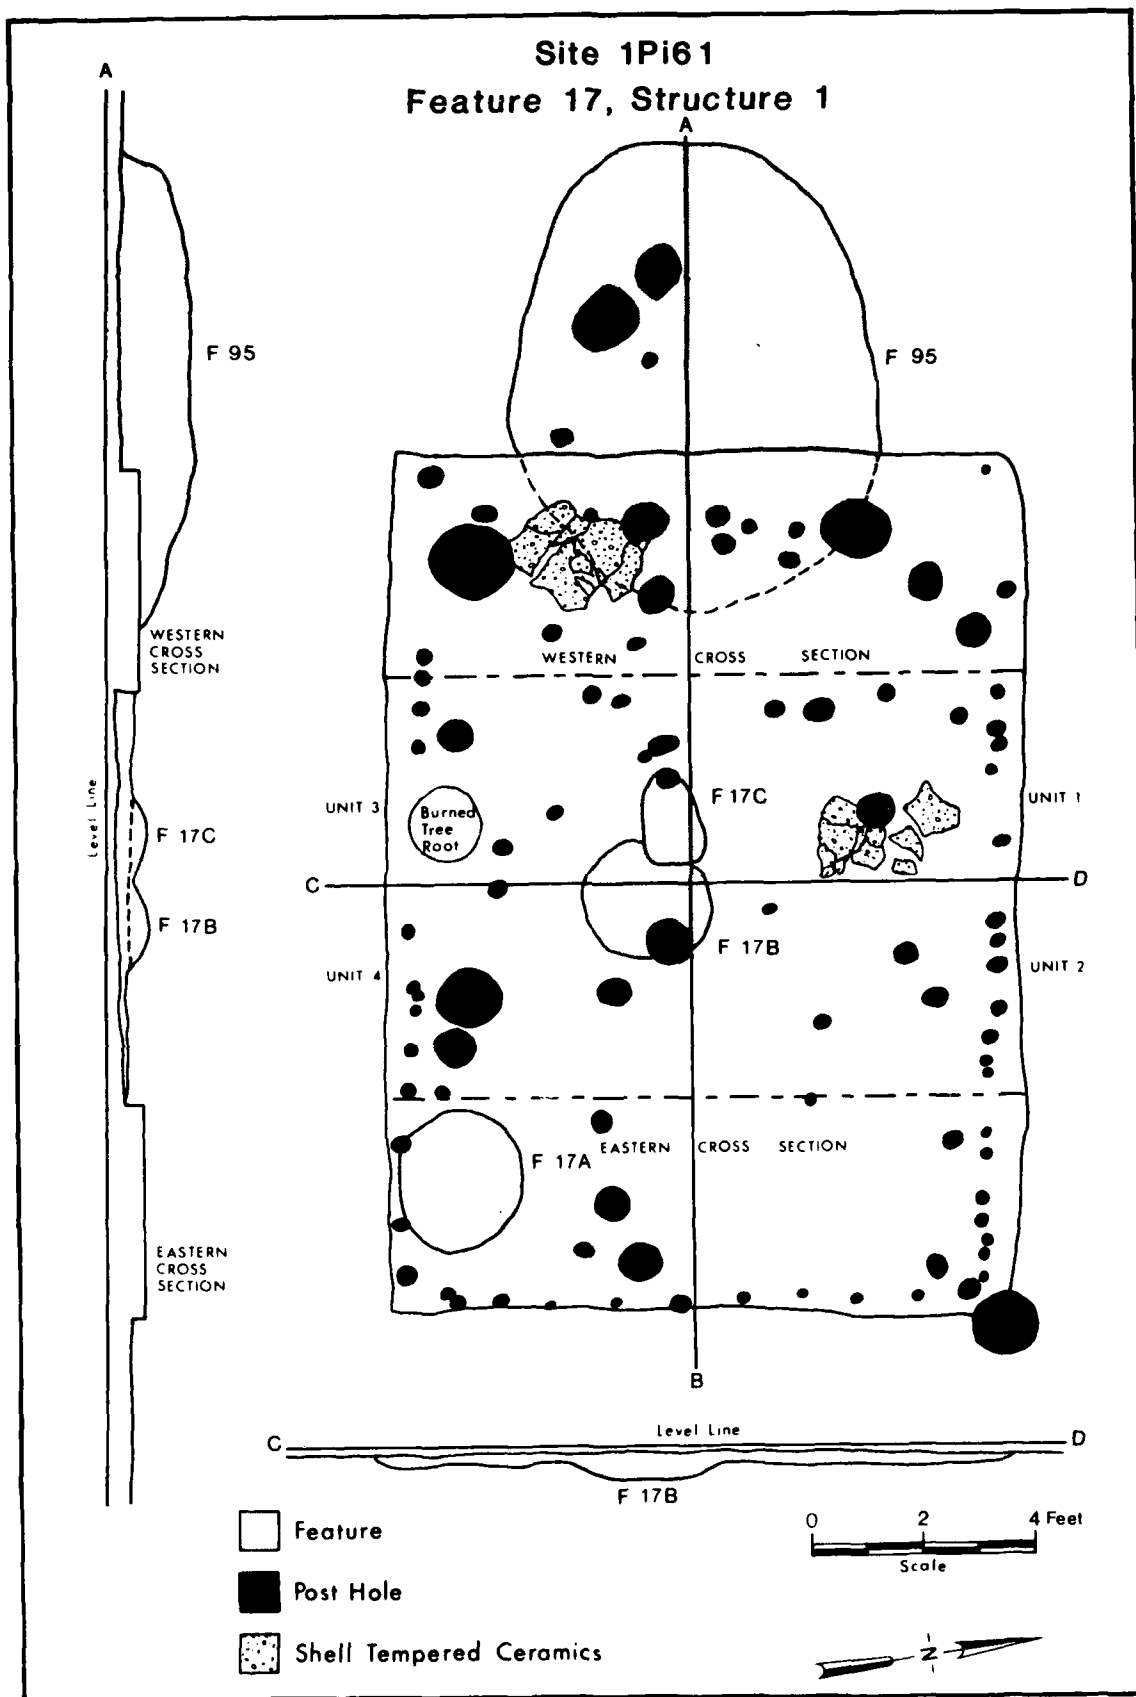 Site 1Pi61
Feature 17, Structure 1
A
A
F 95
F 95
WESTERN
CROSS
SECTION
WESTERN CROSS SECTION
Level Line
UNIT 3
Burned
Tree
Root
F 17C
UNIT 1
F 17C
C
D
F 17B
F 17B
UNIT 4
UNIT 2
F 17A
EASTERN CROSS SECTION
EASTERN
CROSS
SECTION
B
Level Line
C
D
F 17B
Feature
Post Hole
Shell Tempered Ceramics
0 2 4 Feet
Scale
N